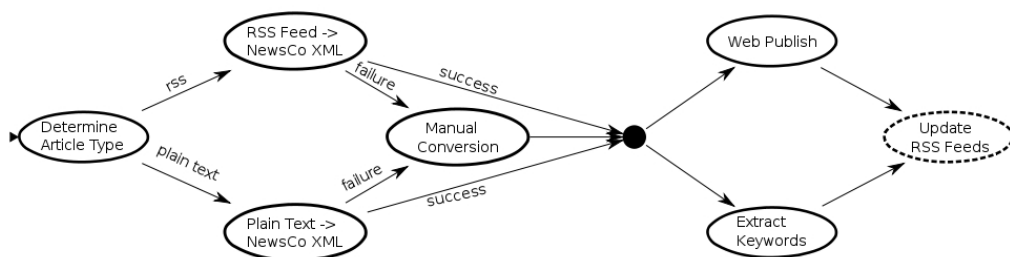 RSS Feed ->
NewsCo XML
Web Publish
rss
failure
success
Determine
Article Type
Manual
Conversion
Update
RSS Feeds
plain text
failure
success
Plain Text ->
NewsCo XML
Extract
Keywords